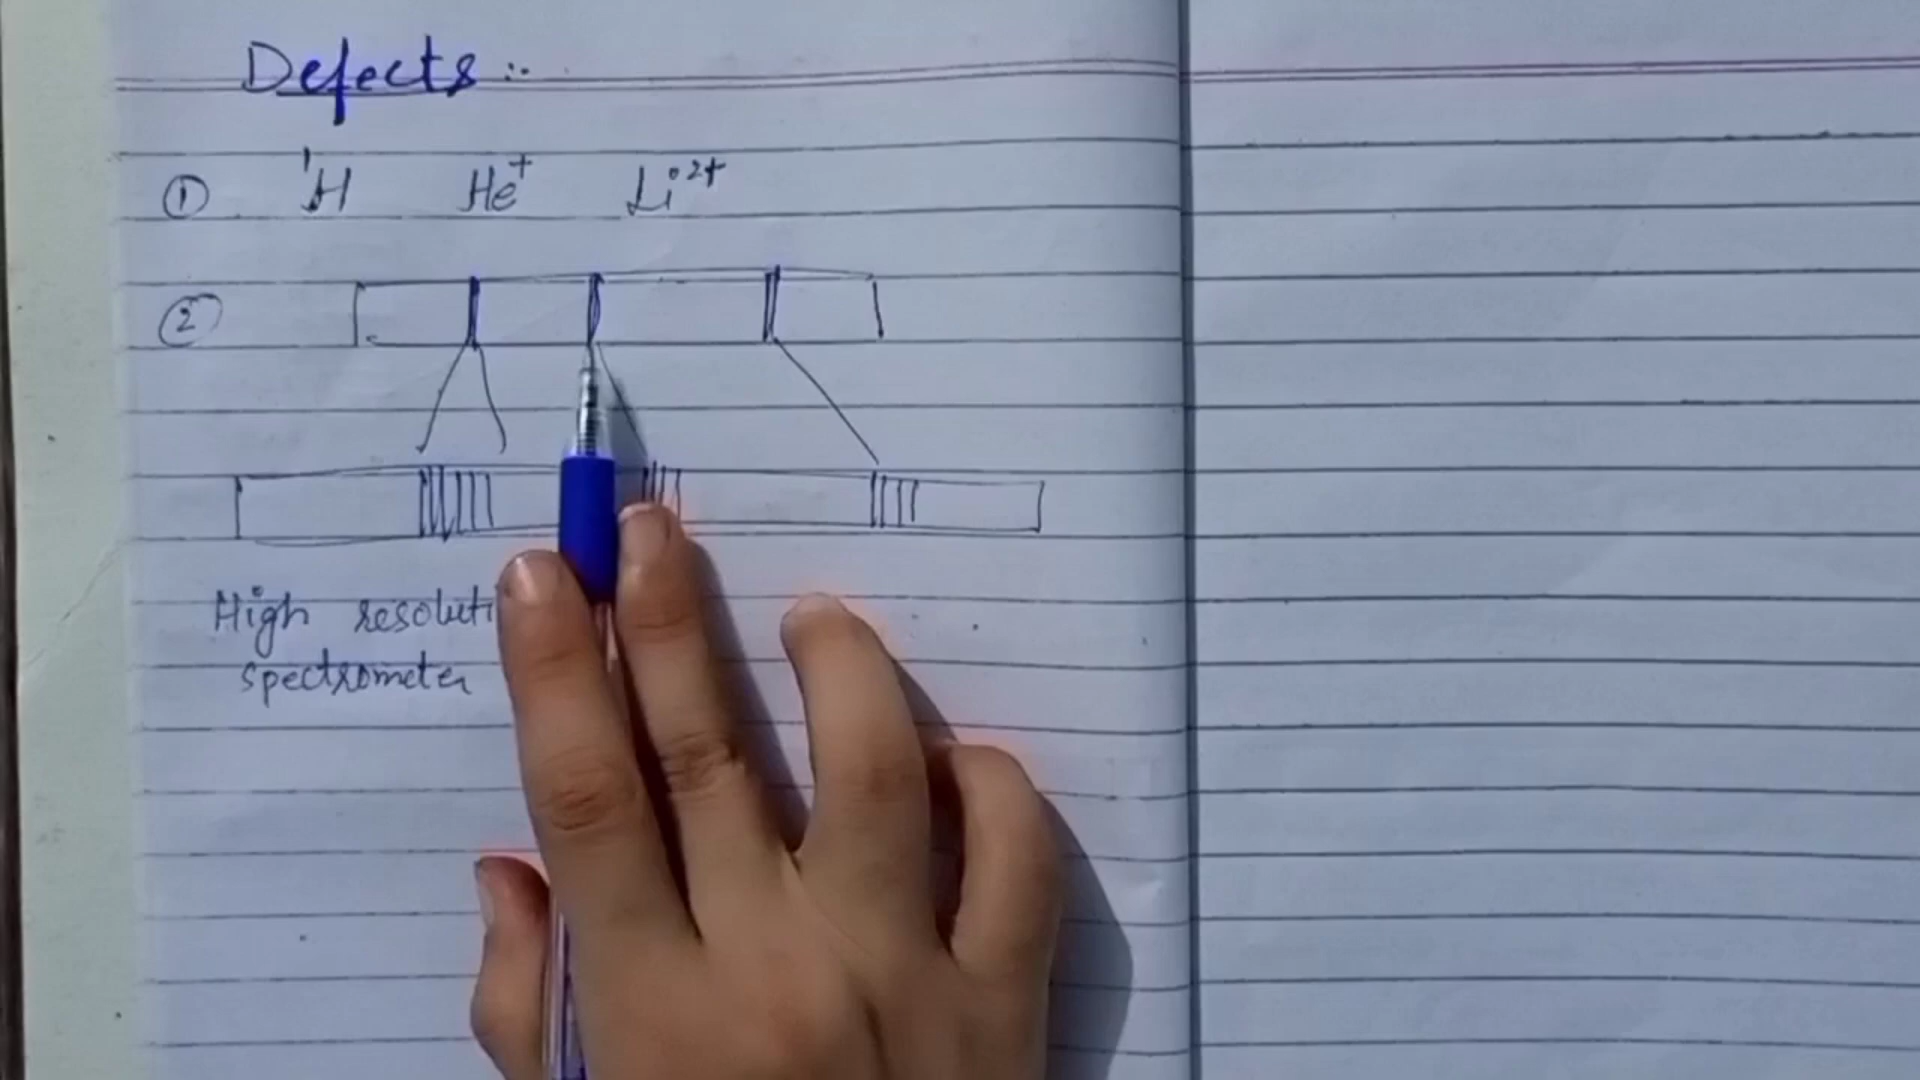 Defects :-
① ¹H He⁺ Li²⁺
②
High resoluti
spectrometer